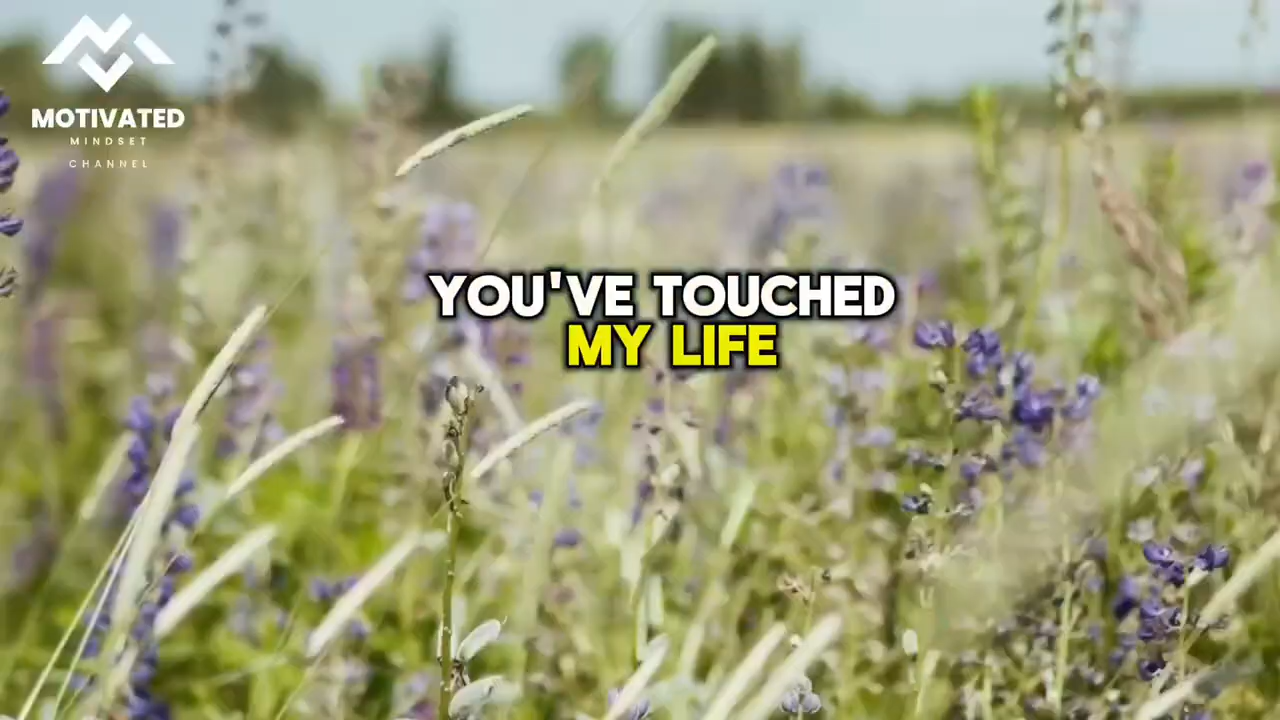 MOTIVATED
MINDSET
CHANNEL
YOU'VE TOUCHED
MY LIFE